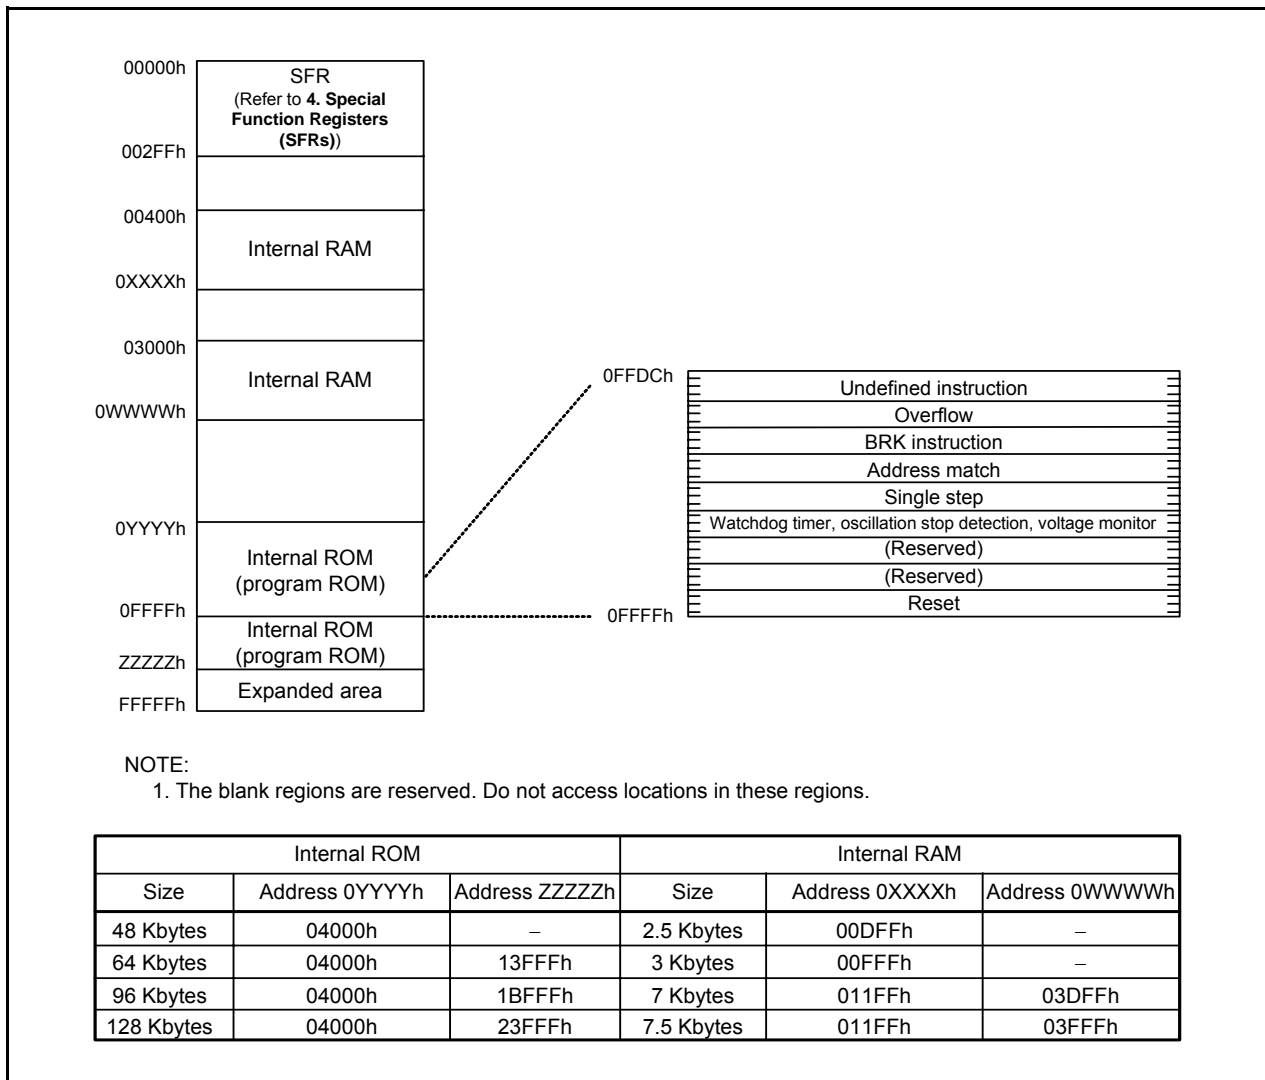 00000h
SFR
(Refer to 4. Special
Function Registers
(SFRs))
002FFh
00400h
Internal RAM
0XXXXh
03000h
Internal RAM
0WWWWh
0YYYYh
Internal ROM
(program ROM)
0FFFFh
Internal ROM
(program ROM)
ZZZZZh
Expanded area
FFFFFh
0FFDCh
Undefined instruction
Overflow
BRK instruction
Address match
Single step
Watchdog timer, oscillation stop detection, voltage monitor
(Reserved)
(Reserved)
Reset
0FFFFh
NOTE:
1. The blank regions are reserved. Do not access locations in these regions.
Internal ROM Internal RAM
Size Address 0YYYYh Address ZZZZZh Size Address 0XXXXh Address 0WWWWh
48 Kbytes 04000h – 2.5 Kbytes 00DFFh –
64 Kbytes 04000h 13FFFh 3 Kbytes 00FFFh –
96 Kbytes 04000h 1BFFFh 7 Kbytes 011FFh 03DFFh
128 Kbytes 04000h 23FFFh 7.5 Kbytes 011FFh 03FFFh